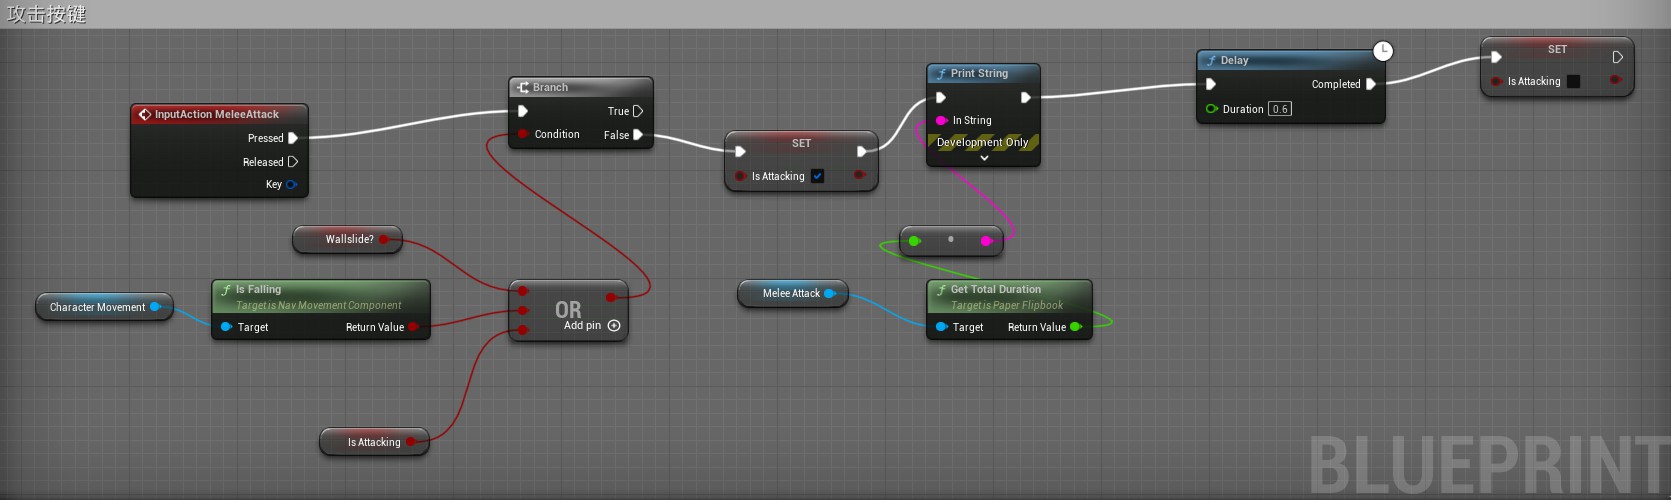 攻击按键
InputAction MeleeAttack
Pressed
Released
Key
Branch
True
Condition
False
SET
Is Attacking
Print String
In String
Development Only
Delay
Completed
Duration 0.6
SET
Is Attacking
Wallslide?
Character Movement
Is Falling
Target is Nav Movement Component
Target
Return Value
OR
Add pin
Is Attacking
Melee Attack
Get Total Duration
Target is Paper Flipbook
Target
Return Value
BLUEPRINT